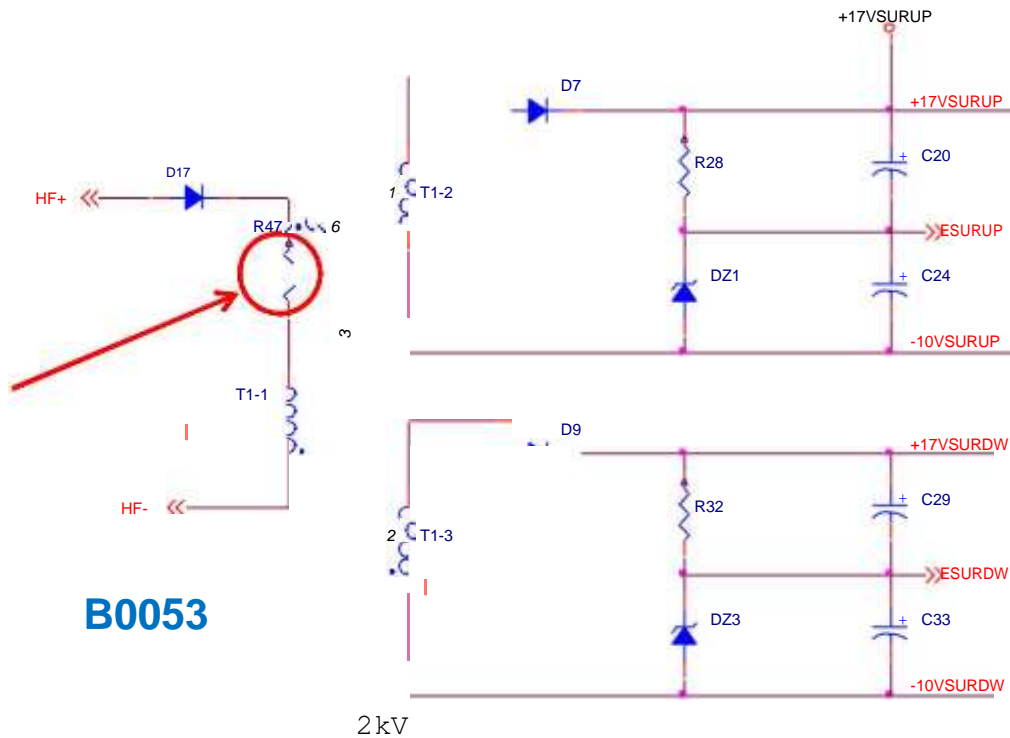 +17VSURUP
D7
+17VSURUP
D17
R28
+ C20
HF+
1 T1-2
R47 6
ESURUP
DZ1
+ C24
3
-10VSURUP
T1-1
D9
+17VSURDW
HF-
R32
+ C29
2 T1-3
ESURDW
B0053
DZ3
+ C33
-10VSURDW
2kV